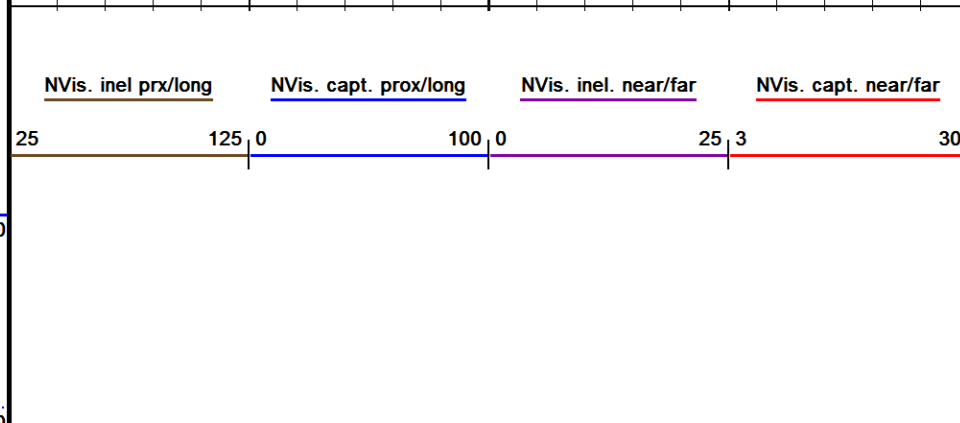 NVis. inel prx/long NVis. capt. prox/long NVis. inel. near/far NVis. capt. near/far
25 125 0 100 0 25 3 30